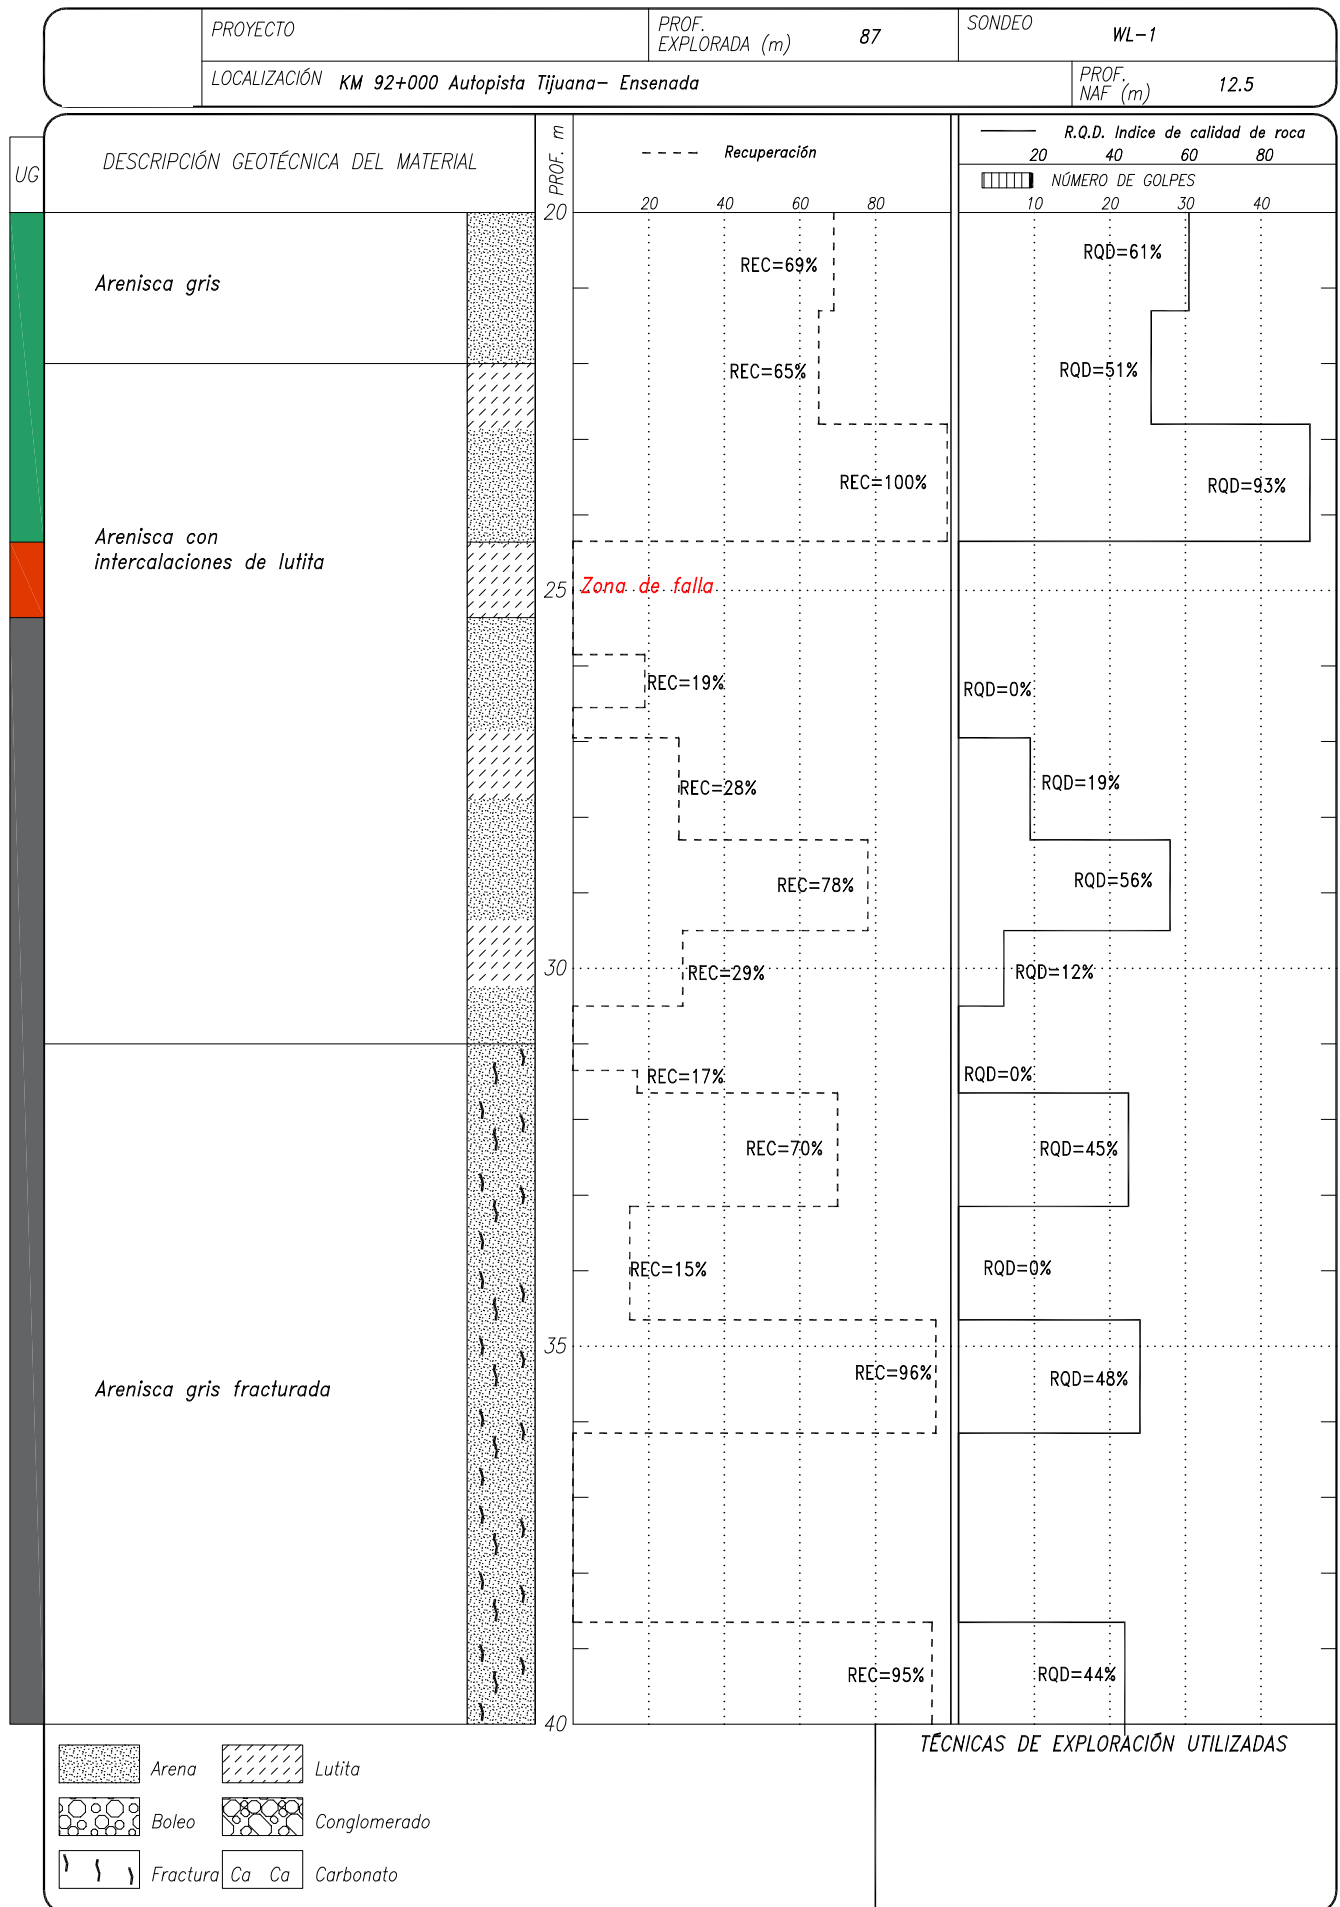 PROYECTO
PROF.
EXPLORADA (m) 87
SONDEO WL-1
LOCALIZACIÓN KM 92+000 Autopista Tijuana- Ensenada
PROF.
NAF (m) 12.5
UG
DESCRIPCIÓN GEOTÉCNICA DEL MATERIAL
PROF. m
Recuperación
20 40 60 80
R.Q.D. Indice de calidad de roca
20 40 60 80
NÚMERO DE GOLPES
10 20 30 40
20
REC=69%
RQD=61%
Arenisca gris
REC=65%
RQD=51%
REC=100%
RQD=93%
Arenisca con
intercalaciones de lutita
25
Zona de falla
REC=19%
RQD=0%
REC=28%
RQD=19%
REC=78%
RQD=56%
30
REC=29%
RQD=12%
REC=17%
RQD=0%
REC=70%
RQD=45%
REC=15%
RQD=0%
35
REC=96%
RQD=48%
Arenisca gris fracturada
REC=95%
RQD=44%
40
TÉCNICAS DE EXPLORACIÓN UTILIZADAS
Arena
Lutita
Boleo
Conglomerado
Fractura
Ca Ca
Carbonato